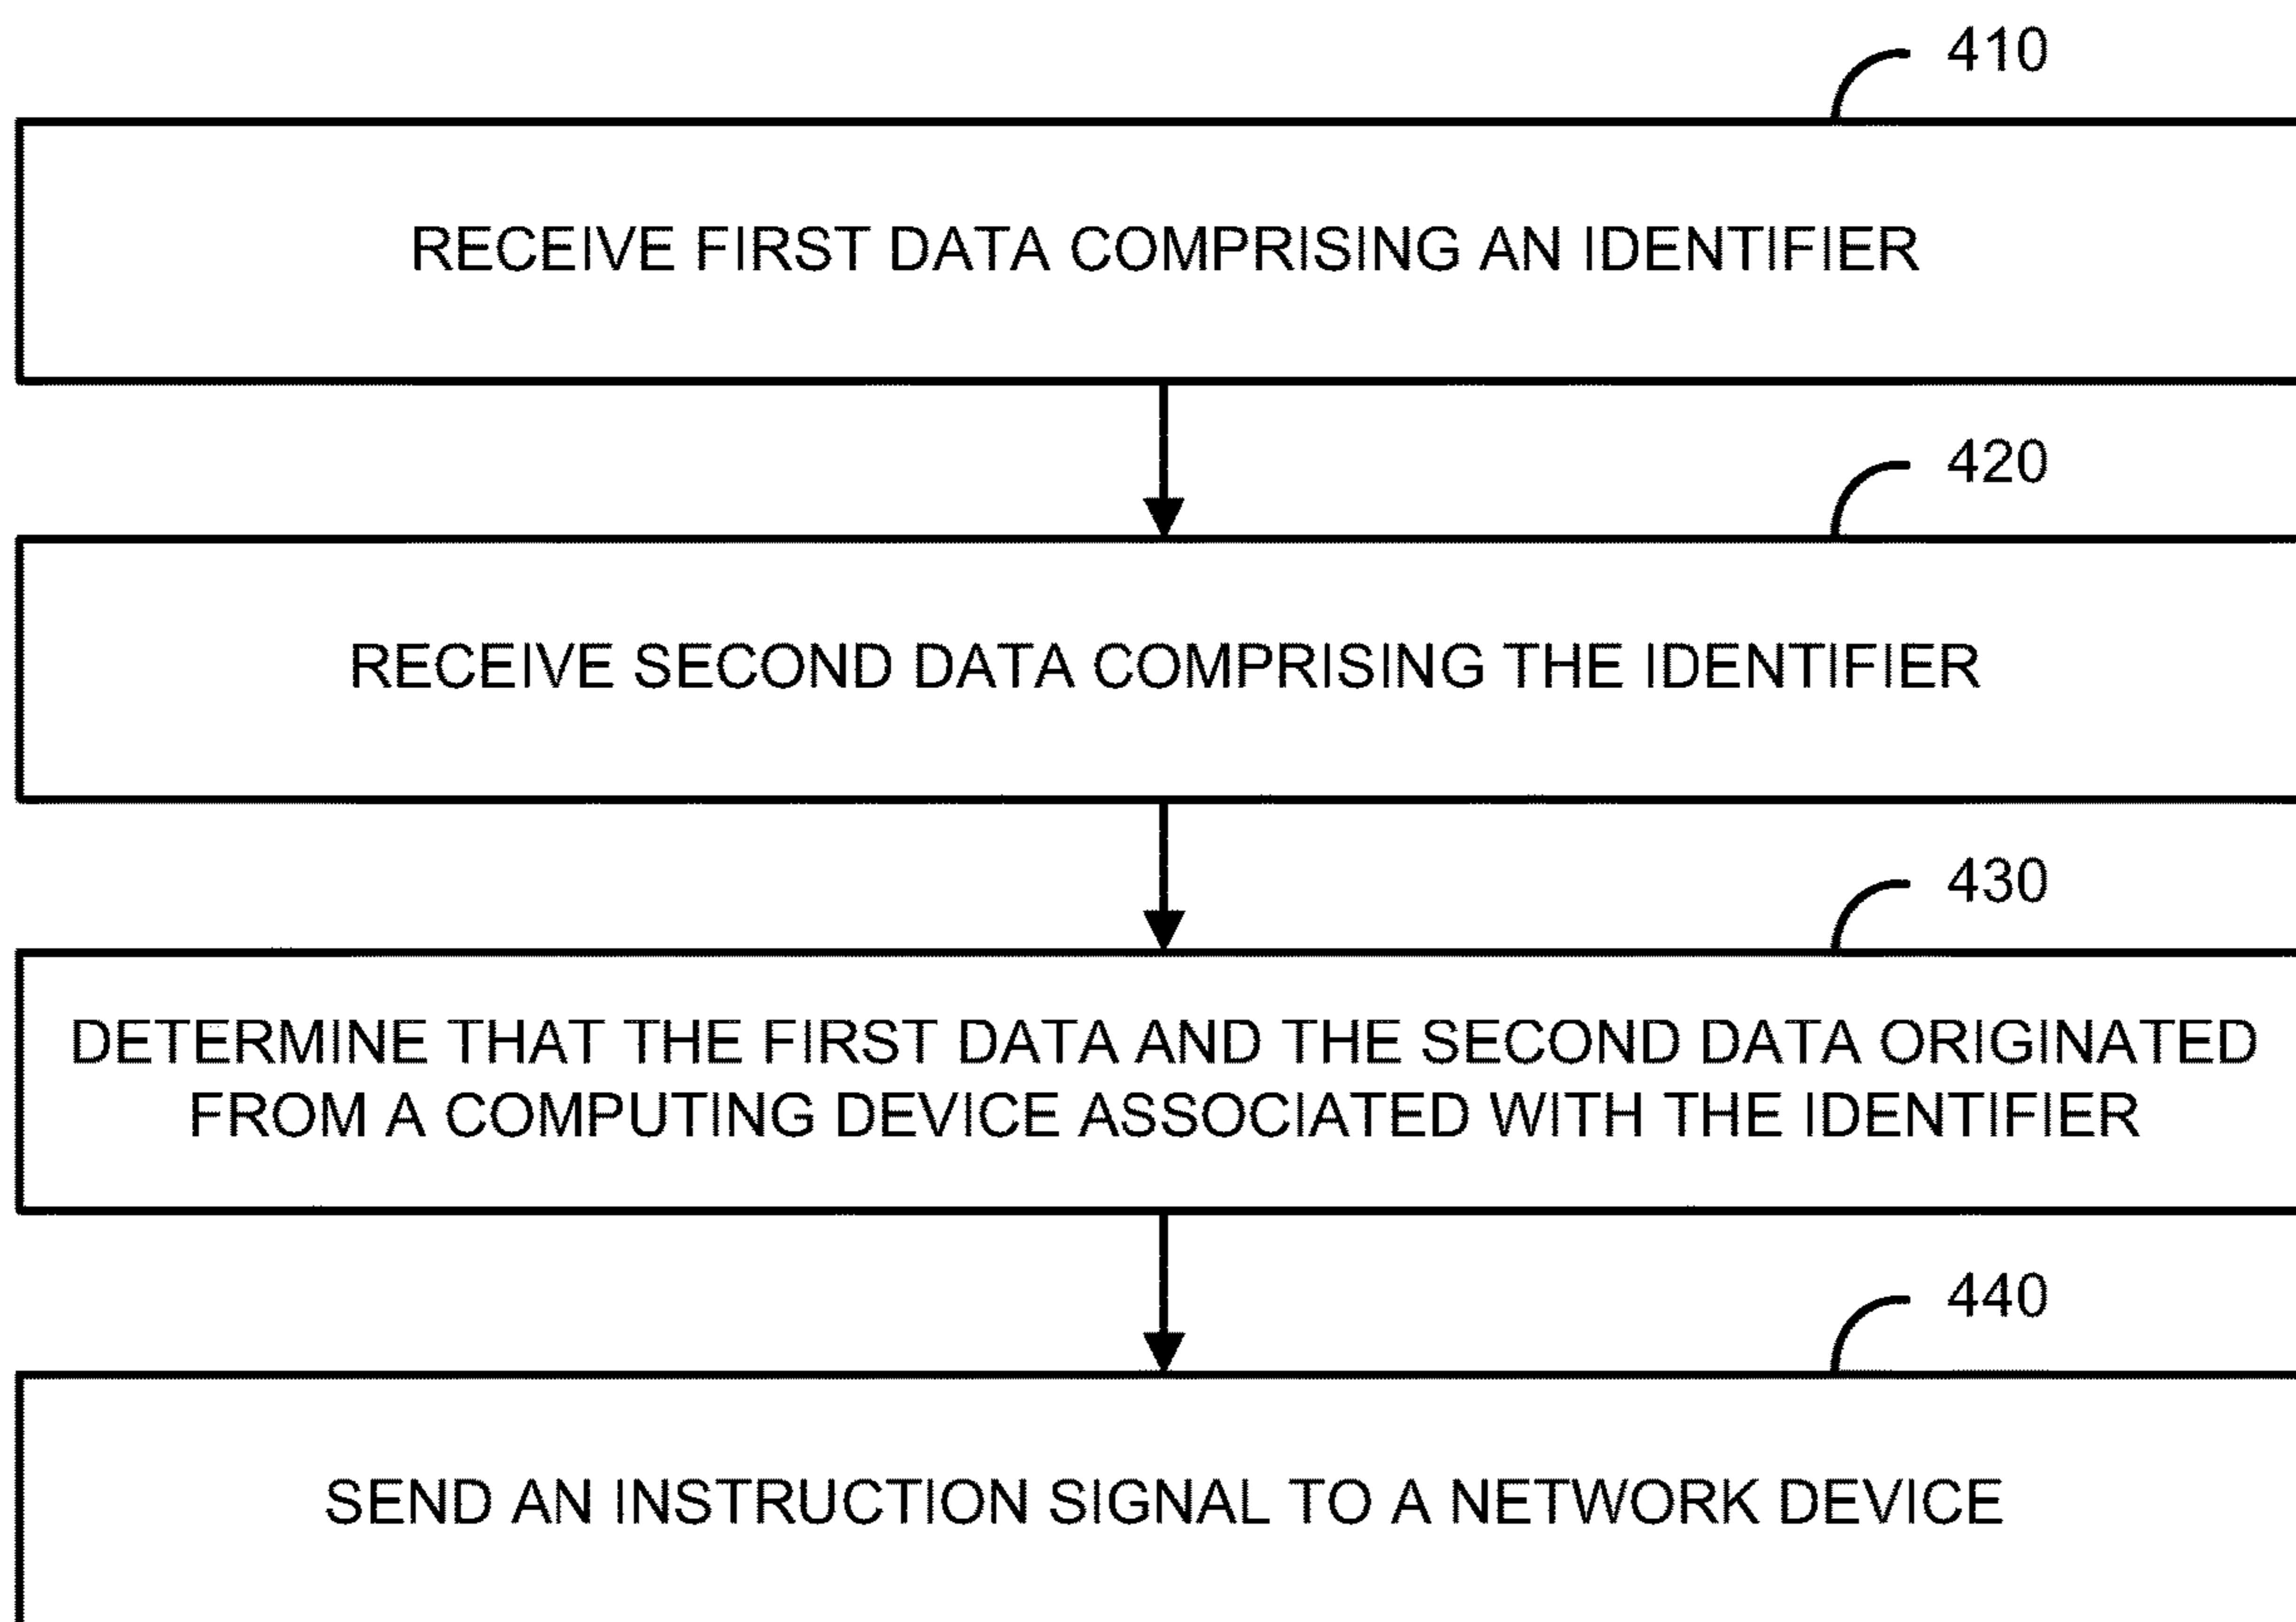 410
RECEIVE FIRST DATA COMPRISING AN IDENTIFIER
420
RECEIVE SECOND DATA COMPRISING THE IDENTIFIER
430
DETERMINE THAT THE FIRST DATA AND THE SECOND DATA ORIGINATED
FROM A COMPUTING DEVICE ASSOCIATED WITH THE IDENTIFIER
440
SEND AN INSTRUCTION SIGNAL TO A NETWORK DEVICE